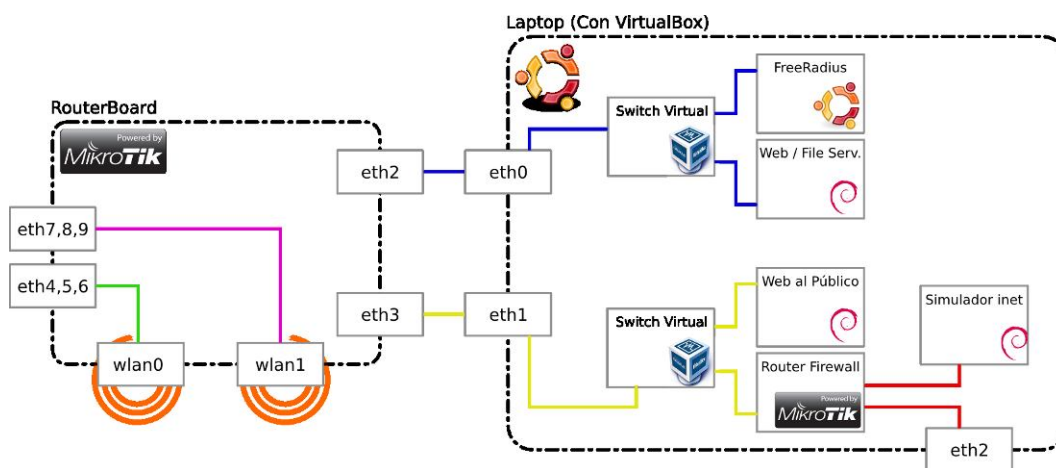 Laptop (Con VirtualBox)
FreeRadius
Switch Virtual
Web / File Serv.
RouterBoard
Powered by
MikroTik
eth2
eth0
eth7,8,9
eth4,5,6
eth3
eth1
wlan0
wlan1
Web al Público
Switch Virtual
Simulador inet
Router Firewall
Powered by
MikroTik
eth2